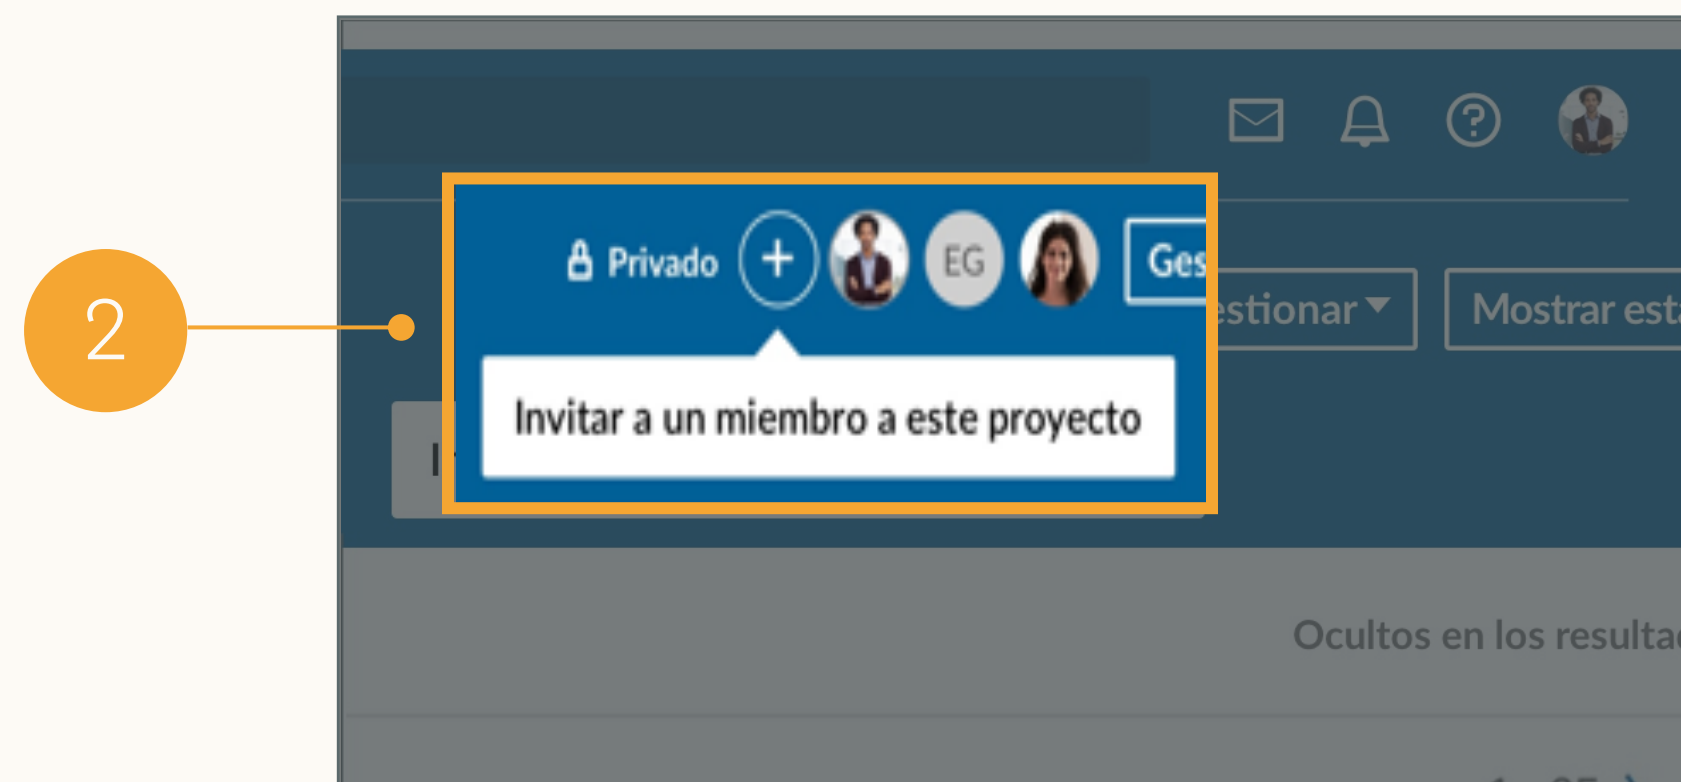 2
Privado
EG
Ges
estionar
Mostrar est
Invitar a un miembro a este proyecto
Ocultos en los resulta